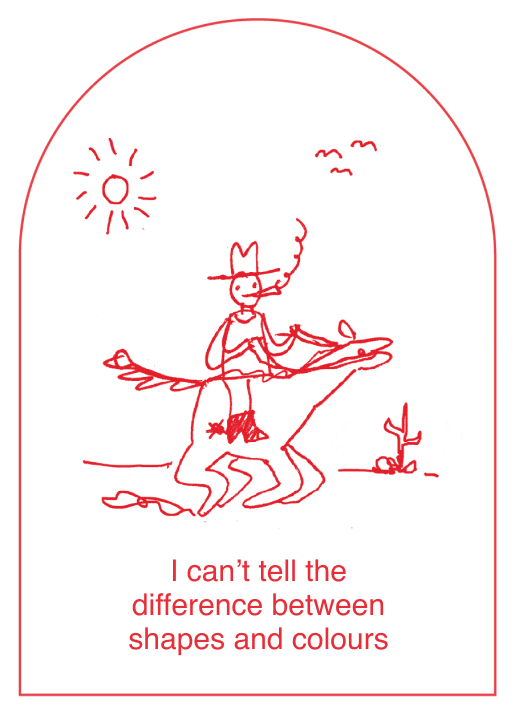 I can’t tell the
difference between
shapes and colours